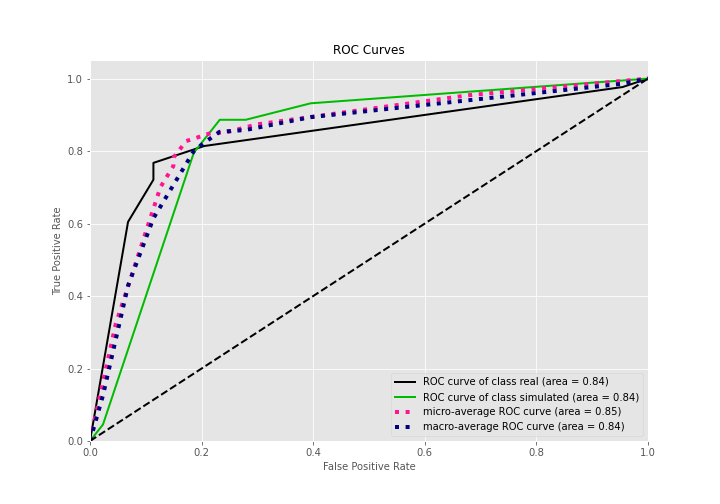 ROC Curves
True Positive Rate
1.0
0.8
0.6
0.4
0.2
0.0
0.0 0.2 0.4 0.6 0.8 1.0
False Positive Rate
ROC curve of class real (area = 0.84)
ROC curve of class simulated (area = 0.84)
micro-average ROC curve (area = 0.85)
macro-average ROC curve (area = 0.84)